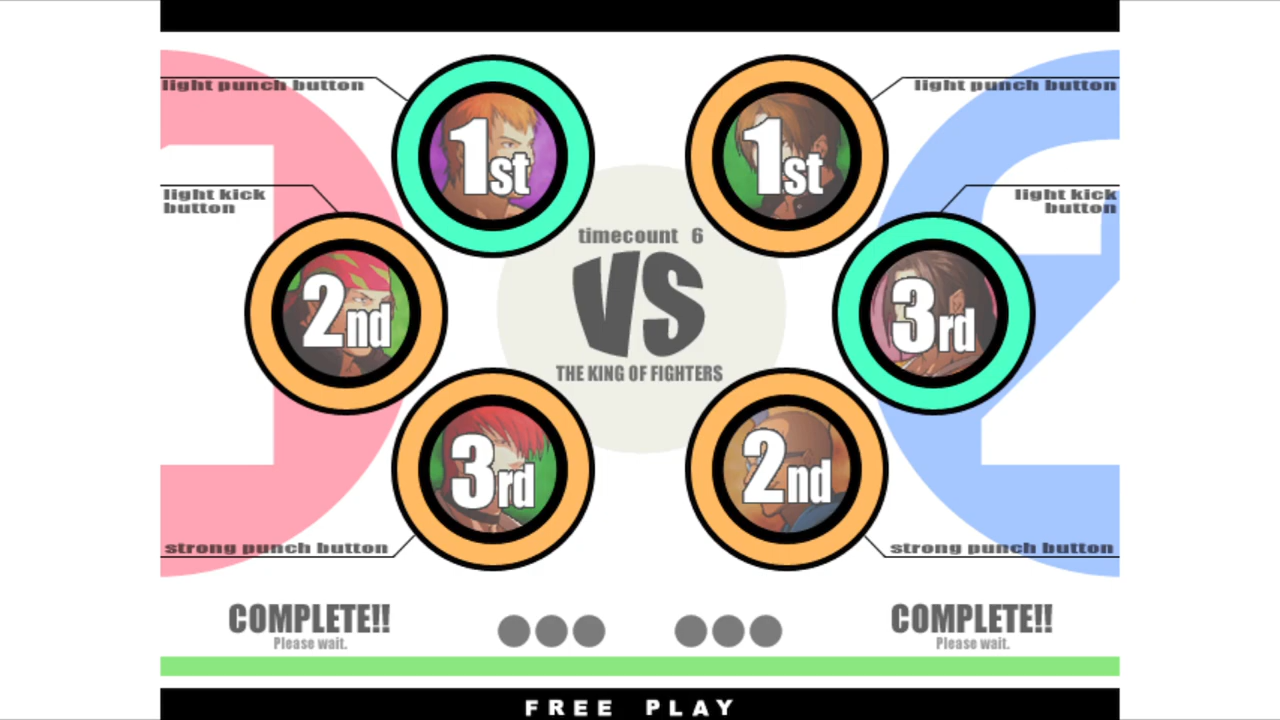 light punch button
light punch button
1st
1st
light kick
button
light kick
button
timecount 6
VS
2nd
3rd
THE KING OF FIGHTERS
3rd
2nd
strong punch button
strong punch button
COMPLETE!!
Please wait.
COMPLETE!!
Please wait.
FREE PLAY